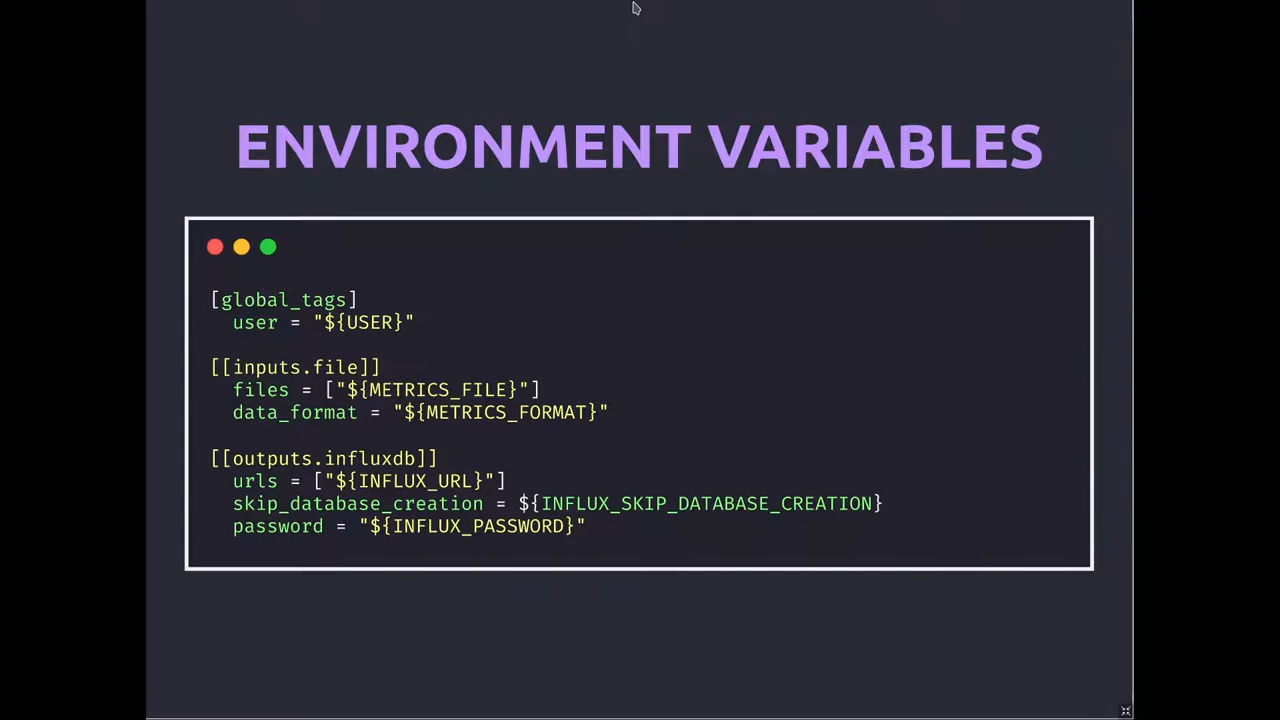 ENVIRONMENT VARIABLES
[global_tags]
user = "${USER}"
[[inputs.file]]
files = ["${METRICS_FILE}"]
data_format = "${METRICS_FORMAT}"
[[outputs.influxdb]]
urls = ["${INFLUX_URL}"]
skip_database_creation = ${INFLUX_SKIP_DATABASE_CREATION}
password = "${INFLUX_PASSWORD}"